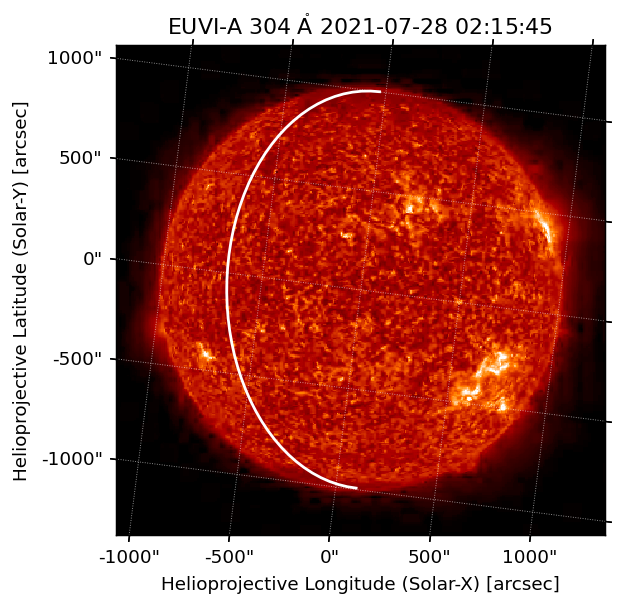 EUVI-A 304 Å 2021-07-28 02:15:45
1000"
500"
0"
-500"
-1000"
Helioprojective Latitude (Solar-Y) [arcsec]
-1000" -500" 0" 500" 1000"
Helioprojective Longitude (Solar-X) [arcsec]